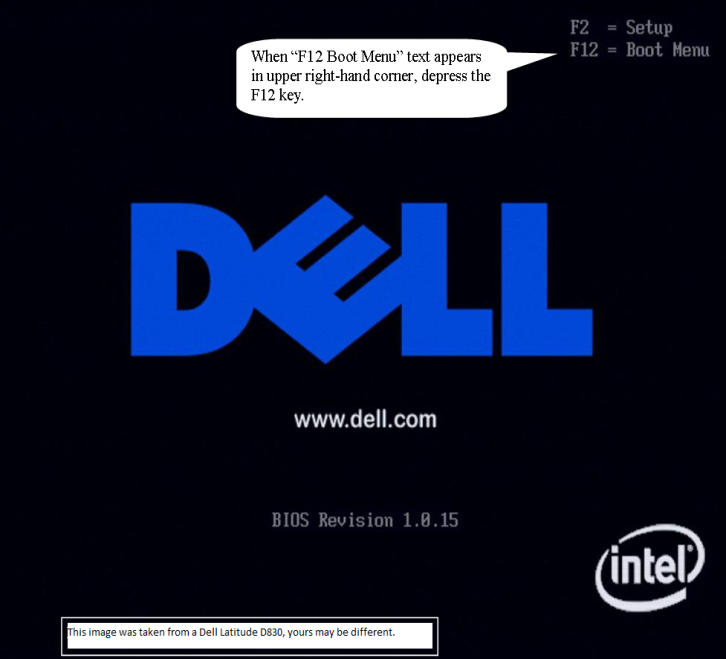 F2 = Setup
F12 = Boot Menu
When “F12 Boot Menu” text appears
in upper right-hand corner, depress the
F12 key.
DELL
www.dell.com
BIOS Revision 1.0.15
intel®
This image was taken from a Dell Latitude D830, yours may be different.